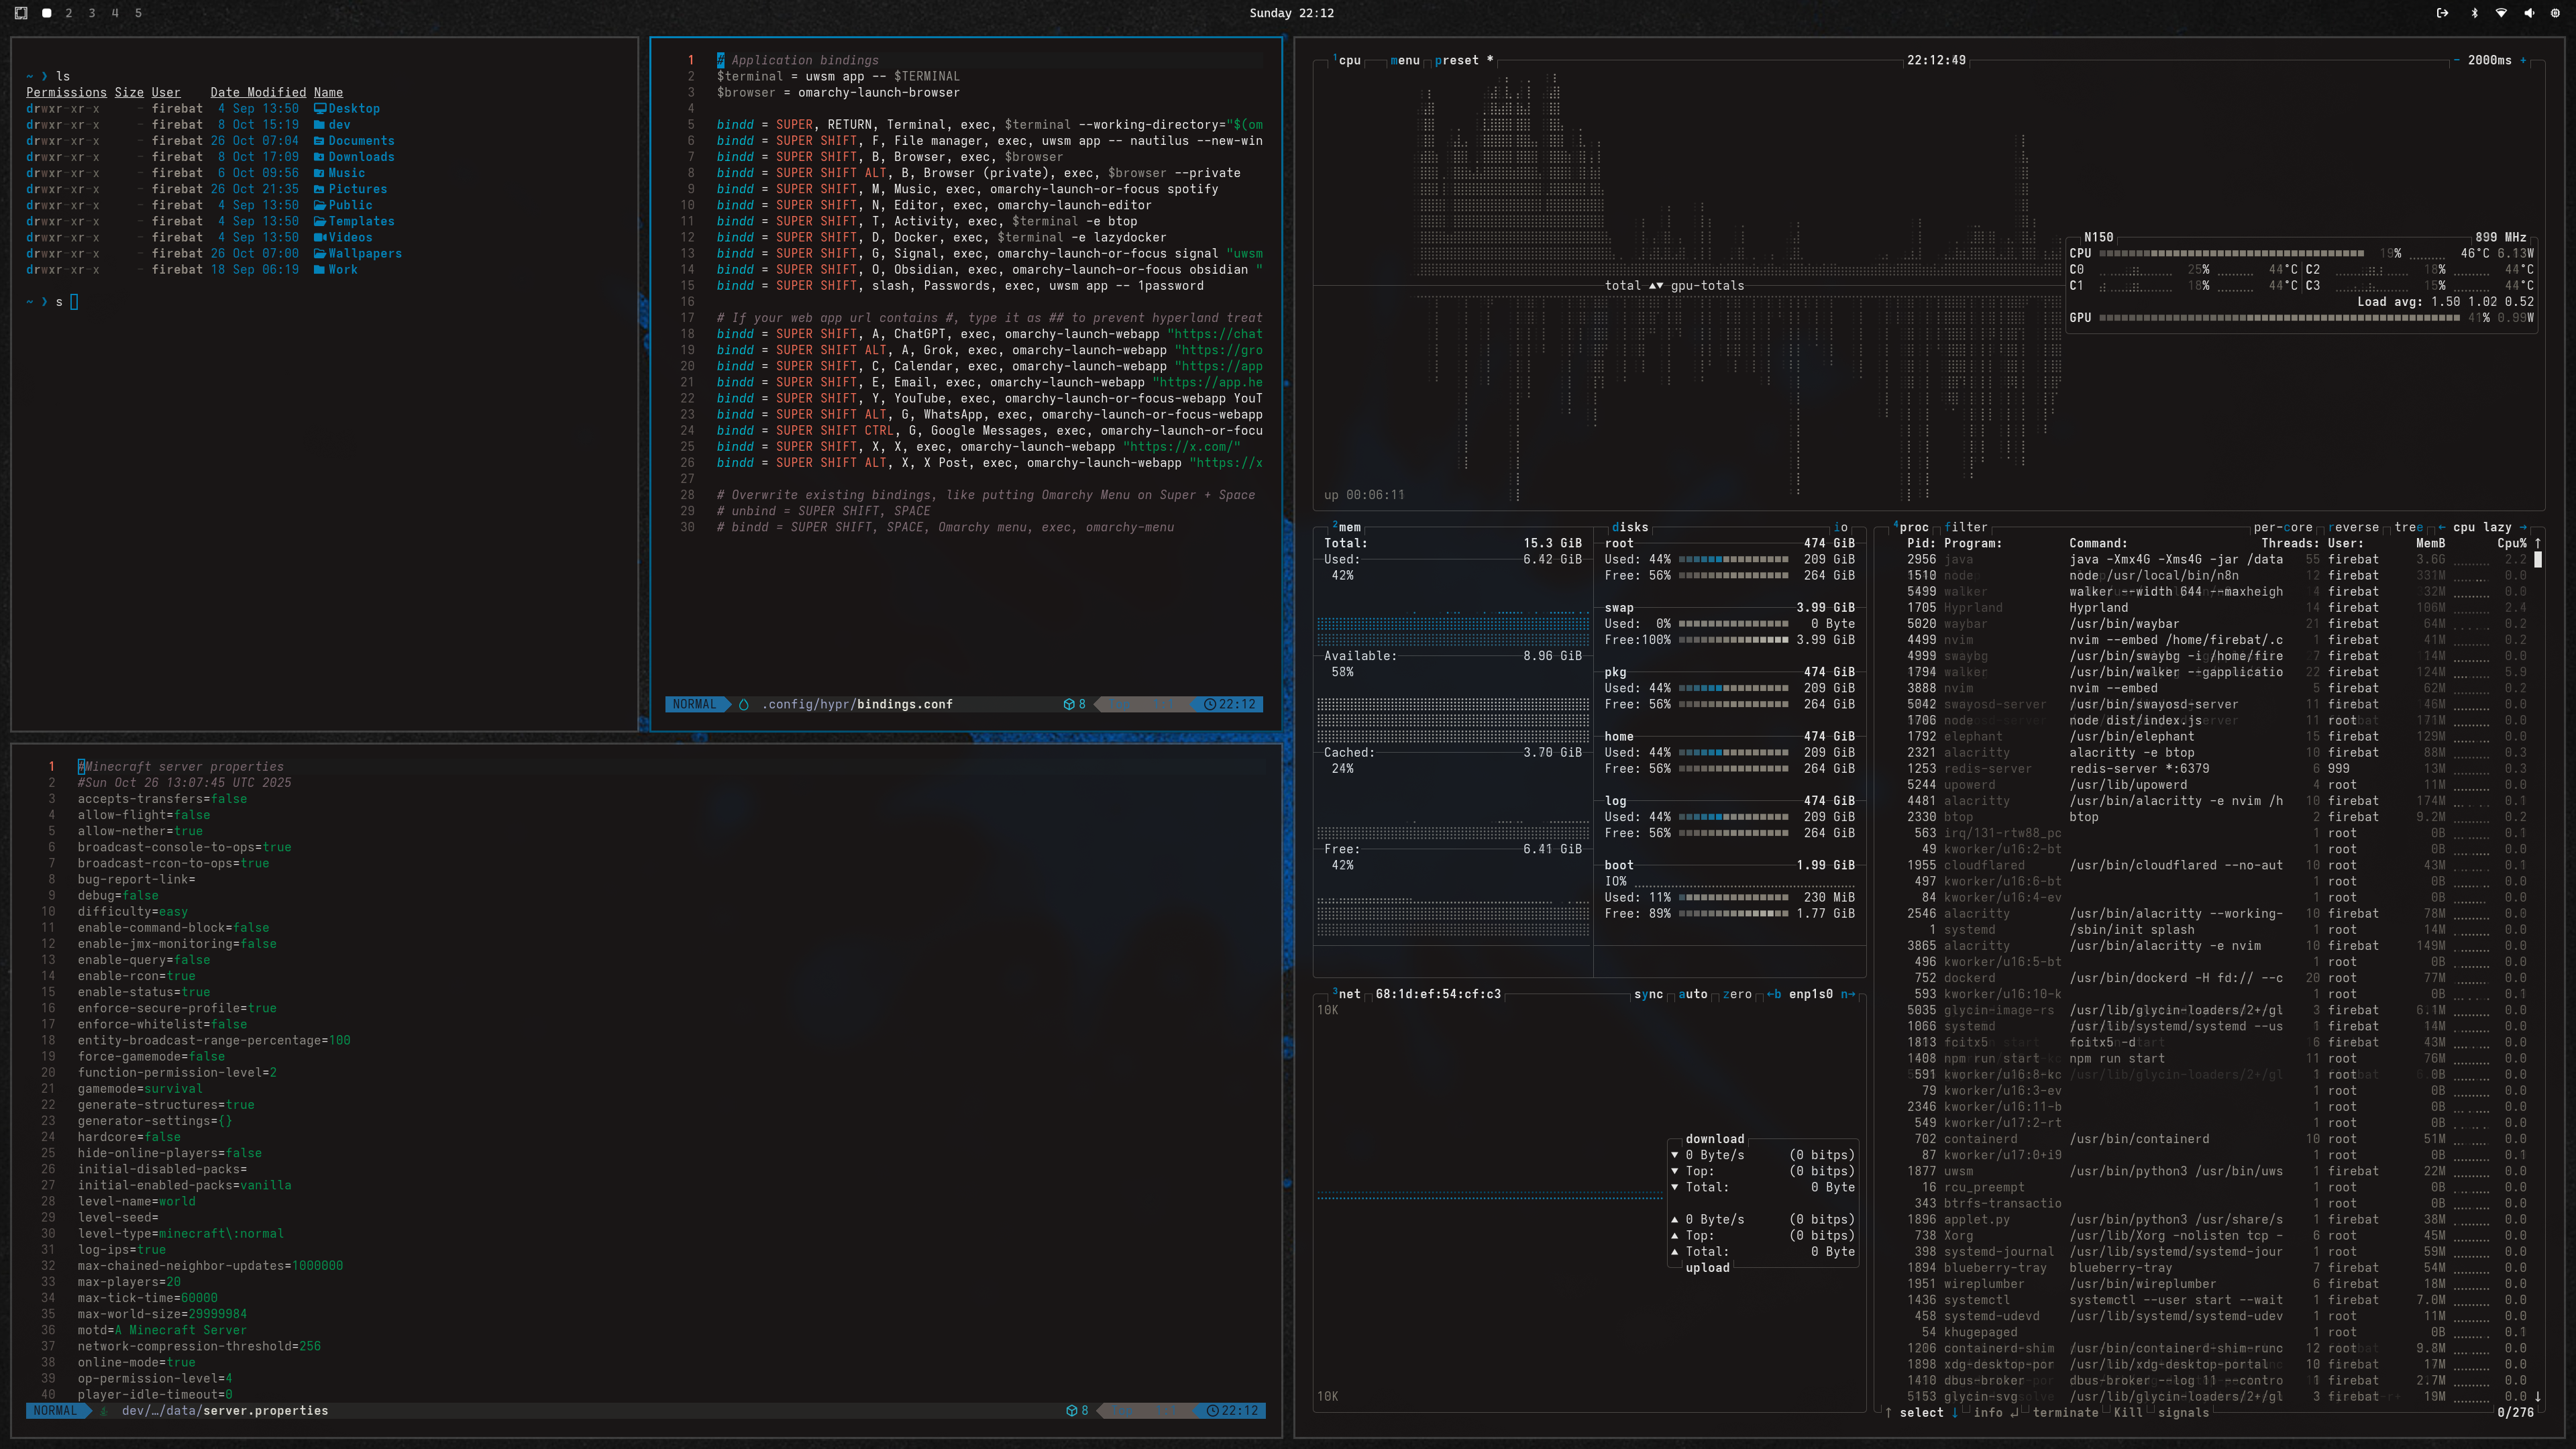 2 3 4 5
Sunday 22:12
~ ❯ ls
Permissions Size User Date Modified Name
drwxr-xr-x - firebat 4 Sep 13:50 Desktop
drwxr-xr-x - firebat 8 Oct 15:19 dev
drwxr-xr-x - firebat 26 Oct 07:04 Documents
drwxr-xr-x - firebat 8 Oct 17:09 Downloads
drwxr-xr-x - firebat 6 Oct 09:56 Music
drwxr-xr-x - firebat 26 Oct 21:35 Pictures
drwxr-xr-x - firebat 4 Sep 13:50 Public
drwxr-xr-x - firebat 4 Sep 13:50 Templates
drwxr-xr-x - firebat 4 Sep 13:50 Videos
drwxr-xr-x - firebat 26 Oct 07:00 Wallpapers
drwxr-xr-x - firebat 18 Sep 06:19 Work
~ ❯ s
1 # Application bindings
2 $terminal = uwsm app -- $TERMINAL
3 $browser = omarchy-launch-browser
4
5 bindd = SUPER, RETURN, Terminal, exec, $terminal --working-directory="$(om
6 bindd = SUPER SHIFT, F, File manager, exec, uwsm app -- nautilus --new-win
7 bindd = SUPER SHIFT, B, Browser, exec, $browser
8 bindd = SUPER SHIFT ALT, B, Browser (private), exec, $browser --private
9 bindd = SUPER SHIFT, M, Music, exec, omarchy-launch-or-focus spotify
10 bindd = SUPER SHIFT, N, Editor, exec, omarchy-launch-editor
11 bindd = SUPER SHIFT, T, Activity, exec, $terminal -e btop
12 bindd = SUPER SHIFT, D, Docker, exec, $terminal -e lazydocker
13 bindd = SUPER SHIFT, G, Signal, exec, omarchy-launch-or-focus signal "uwsm
14 bindd = SUPER SHIFT, O, Obsidian, exec, omarchy-launch-or-focus obsidian "
15 bindd = SUPER SHIFT, slash, Passwords, exec, uwsm app -- 1password
16
17 # If your web app url contains #, type it as ## to prevent hyperland treat
18 bindd = SUPER SHIFT, A, ChatGPT, exec, omarchy-launch-webapp "https://chat
19 bindd = SUPER SHIFT ALT, A, Grok, exec, omarchy-launch-webapp "https://gro
20 bindd = SUPER SHIFT, C, Calendar, exec, omarchy-launch-webapp "https://app
21 bindd = SUPER SHIFT, E, Email, exec, omarchy-launch-webapp "https://app.he
22 bindd = SUPER SHIFT, Y, YouTube, exec, omarchy-launch-or-focus-webapp YouT
23 bindd = SUPER SHIFT ALT, G, WhatsApp, exec, omarchy-launch-or-focus-webapp
24 bindd = SUPER SHIFT CTRL, G, Google Messages, exec, omarchy-launch-or-focu
25 bindd = SUPER SHIFT, X, X, exec, omarchy-launch-webapp "https://x.com/"
26 bindd = SUPER SHIFT ALT, X, X Post, exec, omarchy-launch-webapp "https://x
27
28 # Overwrite existing bindings, like putting Omarchy Menu on Super + Space
29 # unbind = SUPER SHIFT, SPACE
30 # bindd = SUPER SHIFT, SPACE, Omarchy menu, exec, omarchy-menu
NORMAL .config/hypr/bindings.conf 8 22:12
1 #Minecraft server properties
2 #Sun Oct 26 13:07:45 UTC 2025
3 accepts-transfers=false
4 allow-flight=false
5 allow-nether=true
6 broadcast-console-to-ops=true
7 broadcast-rcon-to-ops=true
8 bug-report-link=
9 debug=false
10 difficulty=easy
11 enable-command-block=false
12 enable-jmx-monitoring=false
13 enable-query=false
14 enable-rcon=true
15 enable-status=true
16 enforce-secure-profile=true
17 enforce-whitelist=false
18 entity-broadcast-range-percentage=100
19 force-gamemode=false
20 function-permission-level=2
21 gamemode=survival
22 generate-structures=true
23 generator-settings={}
24 hardcore=false
25 hide-online-players=false
26 initial-disabled-packs=
27 initial-enabled-packs=vanilla
28 level-name=world
29 level-seed=
30 level-type=minecraft\:normal
31 log-ips=true
32 max-chained-neighbor-updates=1000000
33 max-players=20
34 max-tick-time=60000
35 max-world-size=29999984
36 motd=A Minecraft Server
37 network-compression-threshold=256
38 online-mode=true
39 op-permission-level=4
40 player-idle-timeout=0
NORMAL dev/…/data/server.properties 8 22:12
1cpu menu preset * 22:12:49 - 2000ms +
N150 899 MHz
CPU 19% 46°C 6.13W
C0 25% 44°C C2 18% 44°C
C1 18% 44°C C3 15% 44°C
Load avg: 1.50 1.02 0.52
GPU 41% 0.99W
total ▲▼ gpu-totals
up 00:06:11
2mem
Total: 15.3 GiB
Used: 6.42 GiB
42%
Available: 8.96 GiB
58%
Cached: 3.70 GiB
24%
Free: 6.41 GiB
42%
disks io
root 474 GiB
Used: 44% 209 GiB
Free: 56% 264 GiB
swap 3.99 GiB
Used: 0% 0 Byte
Free:100% 3.99 GiB
pkg 474 GiB
Used: 44% 209 GiB
Free: 56% 264 GiB
home 474 GiB
Used: 44% 209 GiB
Free: 56% 264 GiB
log 474 GiB
Used: 44% 209 GiB
Free: 56% 264 GiB
boot 1.99 GiB
IO%
Used: 11% 230 MiB
Free: 89% 1.77 GiB
3net 68:1d:ef:54:cf:c3 sync auto zero ←b enp1s0 n→
10K
download
▼ 0 Byte/s (0 bitps)
▼ Top: (0 bitps)
▼ Total: 0 Byte
▲ 0 Byte/s (0 bitps)
▲ Top: (0 bitps)
▲ Total: 0 Byte
upload
10K
4proc filter per-core reverse tree ← cpu lazy →
Pid: Program: Command: Threads: User: MemB Cpu% ↑
2956 java java -Xmx4G -Xms4G -jar /data 55 firebat 3.6G 2.2
1510 node node /usr/local/bin/n8n 12 firebat 331M 0.0
5499 walker walker --width 644 --maxheigh 4 firebat 32M 0.0
1705 Hyprland Hyprland 14 firebat 106M 2.4
5020 waybar /usr/bin/waybar 21 firebat 64M 0.2
4499 nvim nvim --embed /home/firebat/.c 1 firebat 41M 0.2
4999 swaybg /usr/bin/swaybg -i /home/fire 7 firebat 14M 0.0
1794 walker /usr/bin/walker --gapplicatio 22 firebat 124M 5.9
3888 nvim nvim --embed 5 firebat 62M 0.2
5042 swayosd-server /usr/bin/swayosd-server 11 firebat 46M 0.0
1706 node node dist/index.js 11 root 171M 0.0
1792 elephant /usr/bin/elephant 15 firebat 129M 0.0
2321 alacritty alacritty -e btop 10 firebat 88M 0.3
1253 redis-server redis-server *:6379 6 999 13M 0.3
5244 upowerd /usr/lib/upowerd 4 root 11M 0.0
4481 alacritty /usr/bin/alacritty -e nvim /h 10 firebat 174M 0.1
2330 btop btop 2 firebat 9.2M 0.2
563 irq/131-rtw88_pc 1 root 0B 0.1
49 kworker/u16:2-bt 1 root 0B 0.0
1955 cloudflared /usr/bin/cloudflared --no-aut 10 root 43M 0.1
497 kworker/u16:6-bt 1 root 0B 0.0
84 kworker/u16:4-ev 1 root 0B 0.0
2546 alacritty /usr/bin/alacritty --working- 10 firebat 78M 0.0
1 systemd /sbin/init splash 1 root 14M 0.0
3865 alacritty /usr/bin/alacritty -e nvim 10 firebat 149M 0.0
496 kworker/u16:5-bt 1 root 0B 0.0
752 dockerd /usr/bin/dockerd -H fd:// --c 20 root 77M 0.0
593 kworker/u16:10-k 1 root 0B 0.1
5035 glycin-image-rs /usr/lib/glycin-loaders/2+/gl 3 firebat 6.1M 0.0
1066 systemd /usr/lib/systemd/systemd --us 1 firebat 14M 0.0
1813 fcitx5 fcitx5 -d 6 firebat 43M 0.0
1408 npm run start npm run start 11 root 76M 0.0
591 kworker/u16:8-kc 1 root 0B 0.0
79 kworker/u16:3-ev 1 root 0B 0.0
2346 kworker/u16:11-b 1 root 0B 0.0
549 kworker/u17:2-rt 1 root 0B 0.0
702 containerd /usr/bin/containerd 10 root 51M 0.0
87 kworker/u17:0+i9 1 root 0B 0.1
1877 uwsm /usr/bin/python3 /usr/bin/uws 1 firebat 22M 0.0
16 rcu_preempt 1 root 0B 0.0
343 btrfs-transactio 1 root 0B 0.0
1896 applet.py /usr/bin/python3 /usr/share/s 1 firebat 38M 0.0
738 Xorg /usr/lib/Xorg -nolisten tcp - 6 root 45M 0.0
398 systemd-journal /usr/lib/systemd/systemd-jour 1 root 59M 0.0
1894 blueberry-tray blueberry-tray 7 firebat 54M 0.0
1951 wireplumber /usr/bin/wireplumber 6 firebat 18M 0.0
1436 systemctl systemctl --user start --wait 1 firebat 7.0M 0.0
458 systemd-udevd /usr/lib/systemd/systemd-udev 1 root 11M 0.0
54 khugepaged 1 root 0B 0.1
1206 containerd-shim /usr/bin/containerd-shim-runc 12 root 9.8M 0.0
1898 xdg-desktop-por /usr/lib/xdg-desktop-portal 10 firebat 17M 0.0
1410 dbus-broker dbus-broker --log 11 --contro 1 firebat 2.7M 0.0
5153 glycin-svg /usr/lib/glycin-loaders/2+/gl 3 firebat 19M 0.0 ↓
↑ select ↓ info ↲ terminate Kill signals 0/276